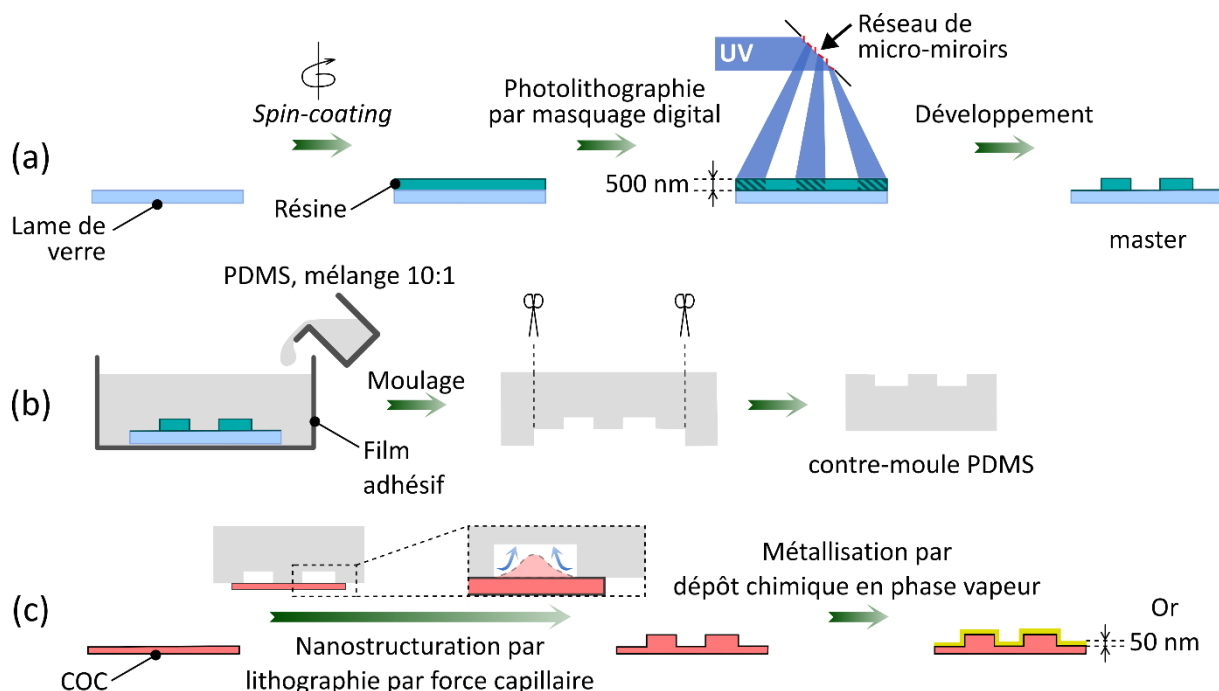 Réseau de
micro-miroirs
UV
Photolithographie
par masquage digital
Spin-coating
Développement
(a)
500 nm
Résine
Lame de
verre
master
PDMS, mélange 10:1
Moulage
(b)
Film
adhésif
contre-moule PDMS
Métallisation par
dépôt chimique en phase vapeur
(c)
Or
50 nm
Nanostructuration par
lithographie par force capillaire
COC